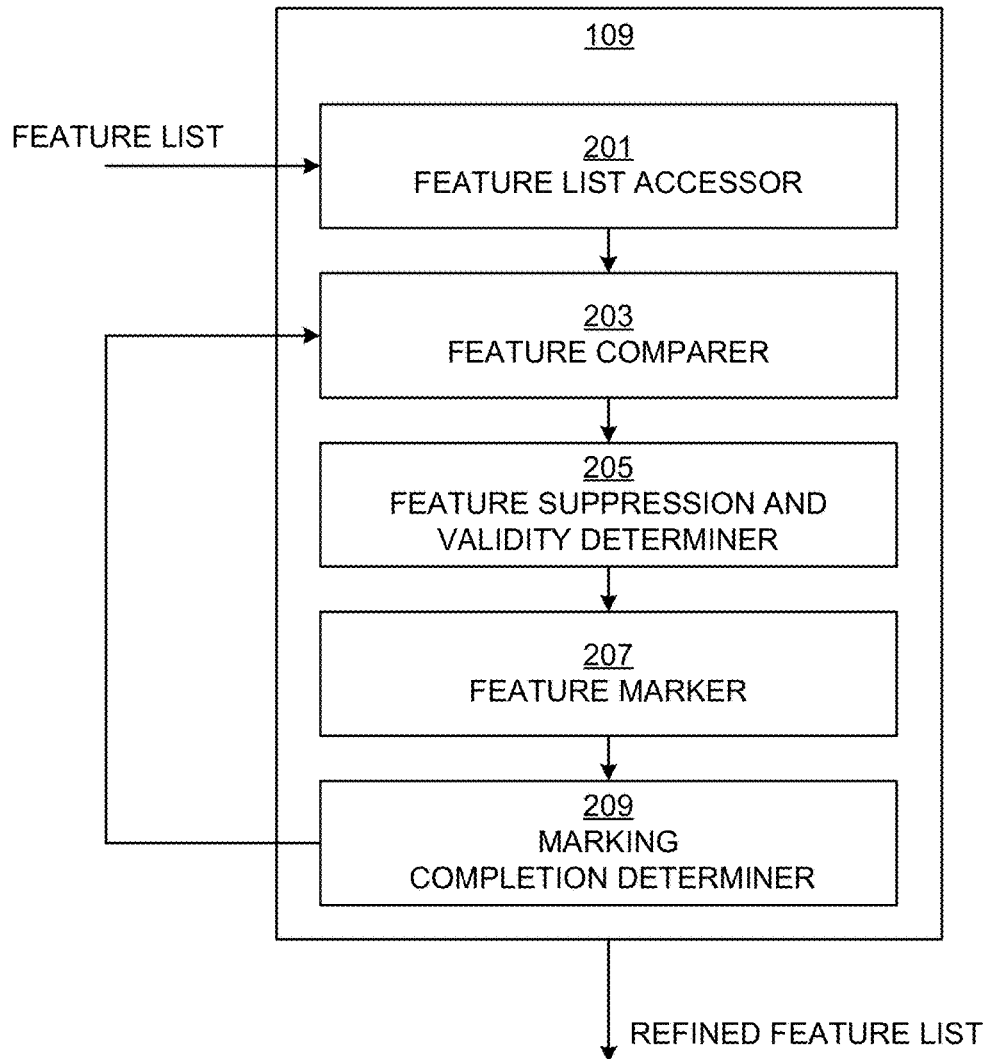 109
FEATURE LIST
201
FEATURE LIST ACCESSOR
203
FEATURE COMPARER
205
FEATURE SUPPRESSION AND
VALIDITY DETERMINER
207
FEATURE MARKER
209
MARKING
COMPLETION DETERMINER
REFINED FEATURE LIST